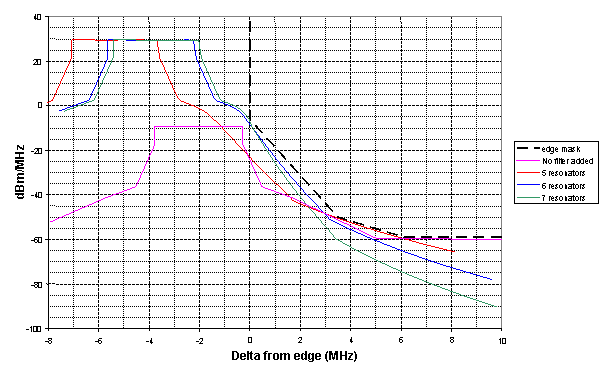 40
20
0
-20
-40
-60
-80
-100
-8
-6
-4
-2
0
2
4
6
8
10
dBm/MHz
Delta from edge (MHz)
edge mask
No filter added
5 resonators
6 resonators
7 resonators